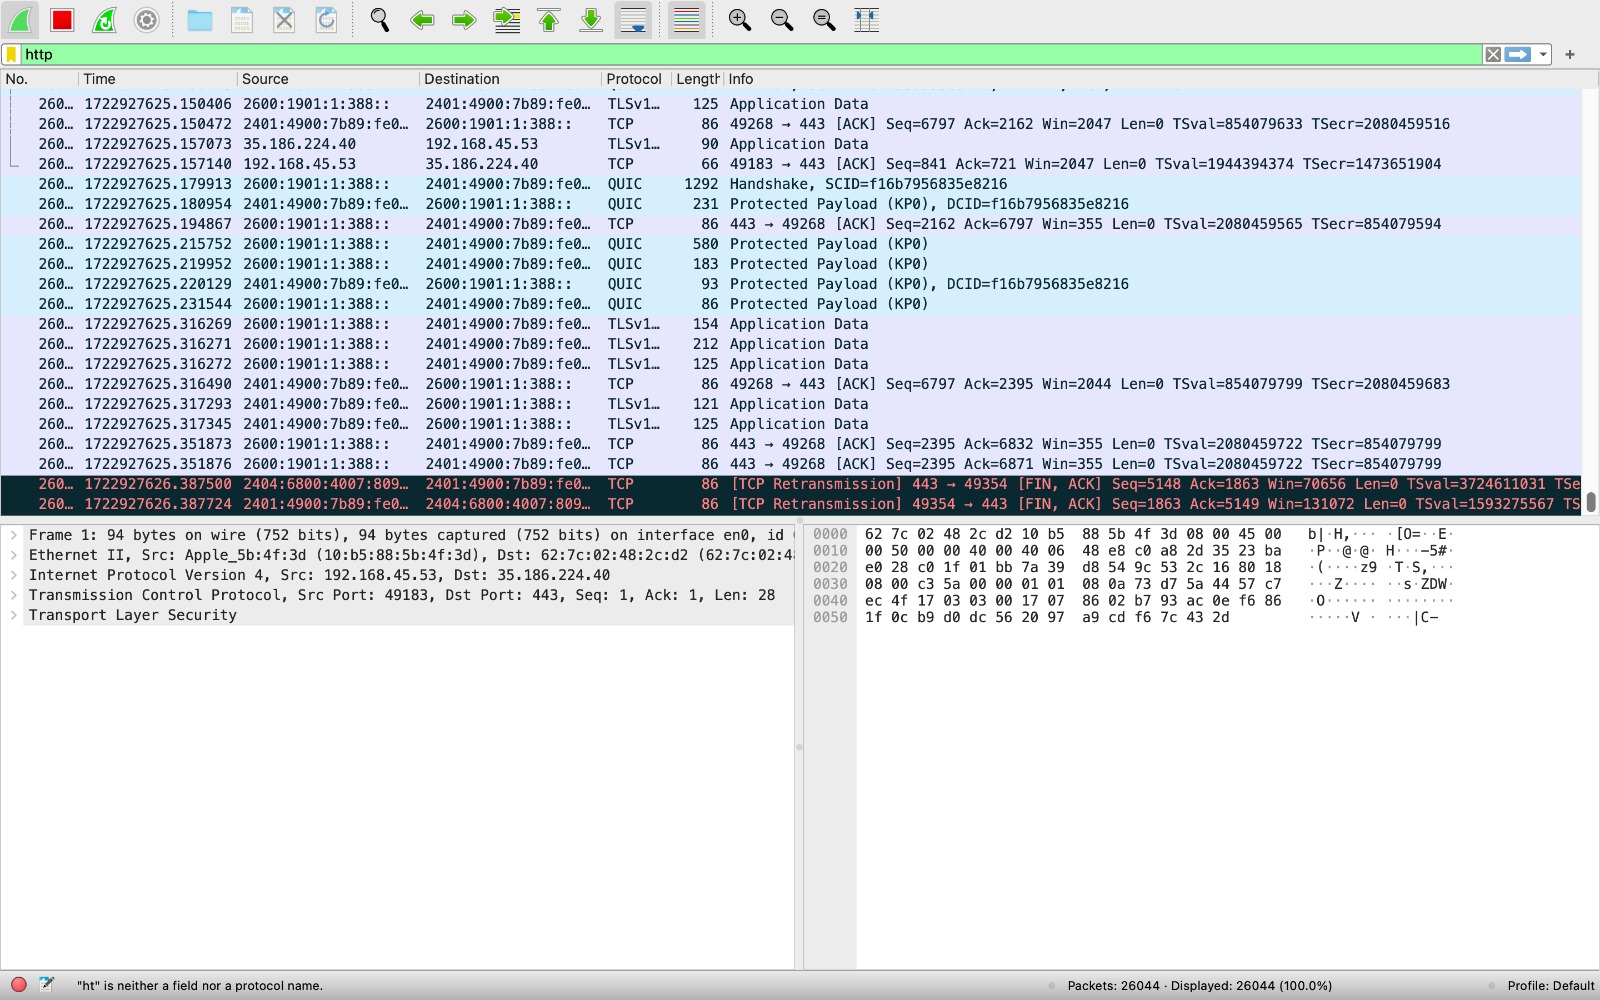 http
+
No. Time Source Destination Protocol Length Info
260… 1722927625.150406 2600:1901:1:388:: 2401:4900:7b89:fe0… TLSv1… 125 Application Data
260… 1722927625.150472 2401:4900:7b89:fe0… 2600:1901:1:388:: TCP 86 49268 → 443 [ACK] Seq=6797 Ack=2162 Win=2047 Len=0 TSval=854079633 TSecr=2080459516
260… 1722927625.157073 35.186.224.40 192.168.45.53 TLSv1… 90 Application Data
260… 1722927625.157140 192.168.45.53 35.186.224.40 TCP 66 49183 → 443 [ACK] Seq=841 Ack=721 Win=2047 Len=0 TSval=1944394374 TSecr=1473651904
260… 1722927625.179913 2600:1901:1:388:: 2401:4900:7b89:fe0… QUIC 1292 Handshake, SCID=f16b7956835e8216
260… 1722927625.180954 2401:4900:7b89:fe0… 2600:1901:1:388:: QUIC 231 Protected Payload (KP0), DCID=f16b7956835e8216
260… 1722927625.194867 2600:1901:1:388:: 2401:4900:7b89:fe0… TCP 86 443 → 49268 [ACK] Seq=2162 Ack=6797 Win=355 Len=0 TSval=2080459565 TSecr=854079594
260… 1722927625.215752 2600:1901:1:388:: 2401:4900:7b89:fe0… QUIC 580 Protected Payload (KP0)
260… 1722927625.219952 2600:1901:1:388:: 2401:4900:7b89:fe0… QUIC 183 Protected Payload (KP0)
260… 1722927625.220129 2401:4900:7b89:fe0… 2600:1901:1:388:: QUIC 93 Protected Payload (KP0), DCID=f16b7956835e8216
260… 1722927625.231544 2600:1901:1:388:: 2401:4900:7b89:fe0… QUIC 86 Protected Payload (KP0)
260… 1722927625.316269 2600:1901:1:388:: 2401:4900:7b89:fe0… TLSv1… 154 Application Data
260… 1722927625.316271 2600:1901:1:388:: 2401:4900:7b89:fe0… TLSv1… 212 Application Data
260… 1722927625.316272 2600:1901:1:388:: 2401:4900:7b89:fe0… TLSv1… 125 Application Data
260… 1722927625.316490 2401:4900:7b89:fe0… 2600:1901:1:388:: TCP 86 49268 → 443 [ACK] Seq=6797 Ack=2395 Win=2044 Len=0 TSval=854079799 TSecr=2080459683
260… 1722927625.317293 2401:4900:7b89:fe0… 2600:1901:1:388:: TLSv1… 121 Application Data
260… 1722927625.317345 2401:4900:7b89:fe0… 2600:1901:1:388:: TLSv1… 125 Application Data
260… 1722927625.351873 2600:1901:1:388:: 2401:4900:7b89:fe0… TCP 86 443 → 49268 [ACK] Seq=2395 Ack=6832 Win=355 Len=0 TSval=2080459722 TSecr=854079799
260… 1722927625.351876 2600:1901:1:388:: 2401:4900:7b89:fe0… TCP 86 443 → 49268 [ACK] Seq=2395 Ack=6871 Win=355 Len=0 TSval=2080459722 TSecr=854079799
260… 1722927626.387500 2404:6800:4007:809… 2401:4900:7b89:fe0… TCP 86 [TCP Retransmission] 443 → 49354 [FIN, ACK] Seq=5148 Ack=1863 Win=70656 Len=0 TSval=3724611031 TSe
260… 1722927626.387724 2401:4900:7b89:fe0… 2404:6800:4007:809… TCP 86 [TCP Retransmission] 49354 → 443 [FIN, ACK] Seq=1863 Ack=5149 Win=131072 Len=0 TSval=1593275567 TS
Frame 1: 94 bytes on wire (752 bits), 94 bytes captured (752 bits) on interface en0, id
Ethernet II, Src: Apple_5b:4f:3d (10:b5:88:5b:4f:3d), Dst: 62:7c:02:48:2c:d2 (62:7c:02:48
Internet Protocol Version 4, Src: 192.168.45.53, Dst: 35.186.224.40
Transmission Control Protocol, Src Port: 49183, Dst Port: 443, Seq: 1, Ack: 1, Len: 28
Transport Layer Security
0000 62 7c 02 48 2c d2 10 b5 88 5b 4f 3d 08 00 45 00 b|·H,··· ·[O=··E·
0010 00 50 00 00 40 00 40 06 48 e8 c0 a8 2d 35 23 ba ·P··@·@· H···-5#·
0020 e0 28 c0 1f 01 bb 7a 39 d8 54 9c 53 2c 16 80 18 ·(····z9 ·T·S,···
0030 08 00 c3 5a 00 00 01 01 08 0a 73 d7 5a 44 57 c7 ···Z···· ··s·ZDW·
0040 ec 4f 17 03 03 00 17 07 86 02 b7 93 ac 0e f6 86 ·O······ ········
0050 1f 0c b9 d0 dc 56 20 97 a9 cd f6 7c 43 2d ·····V · ···|C-
"ht" is neither a field nor a protocol name.
Packets: 26044 · Displayed: 26044 (100.0%)
Profile: Default